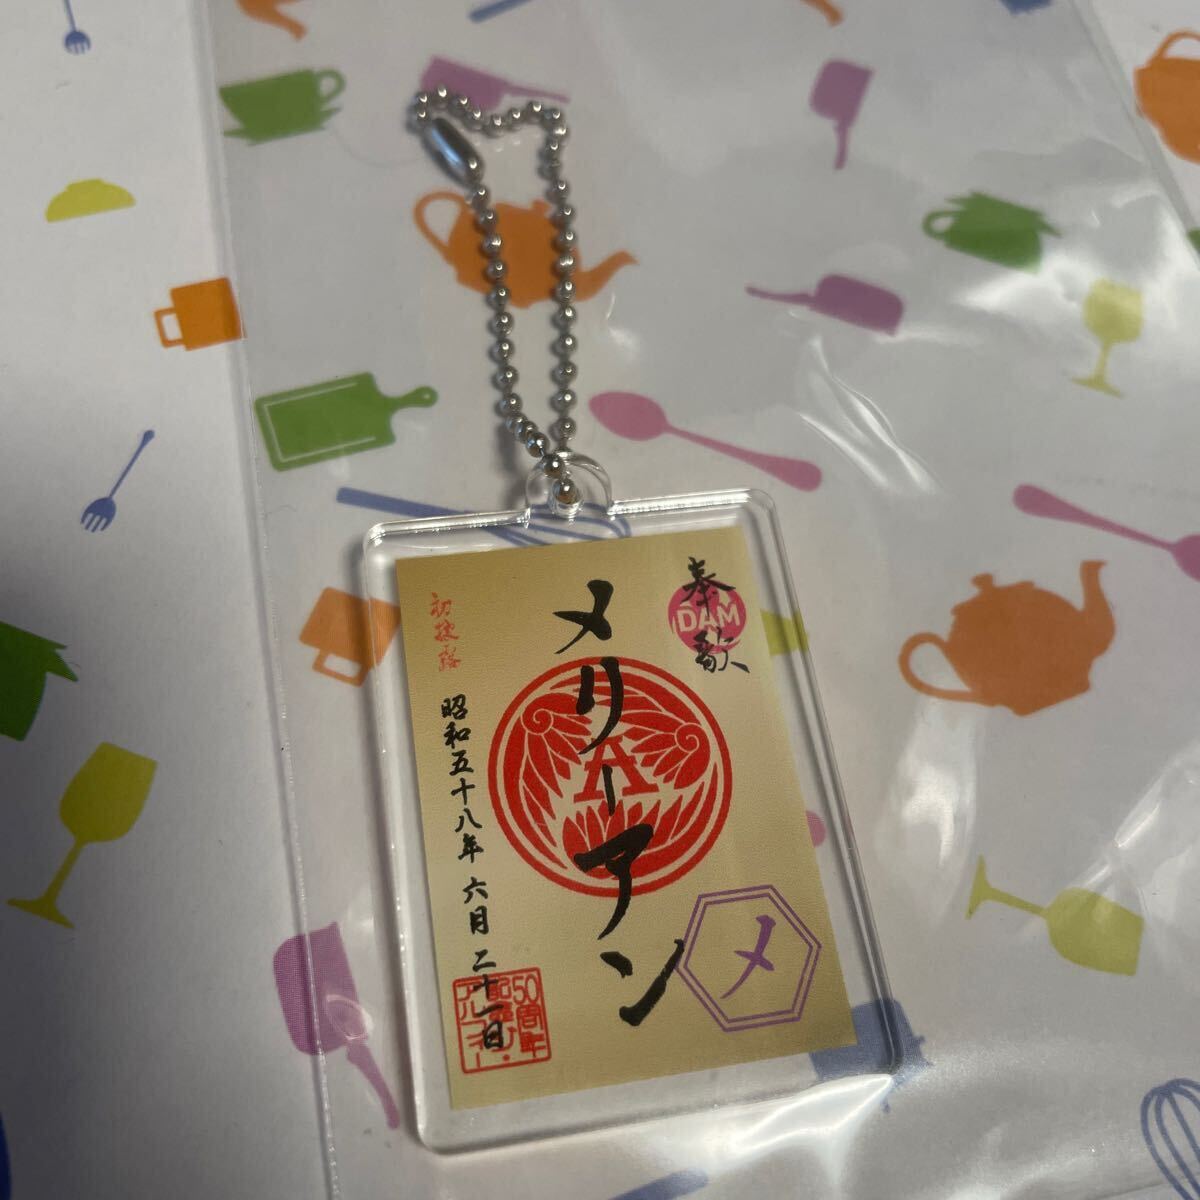 奉歌
DAM
メリーアン
A
初披露
昭和五十八年 六月 二十一日
メ
50周年
アルフィー